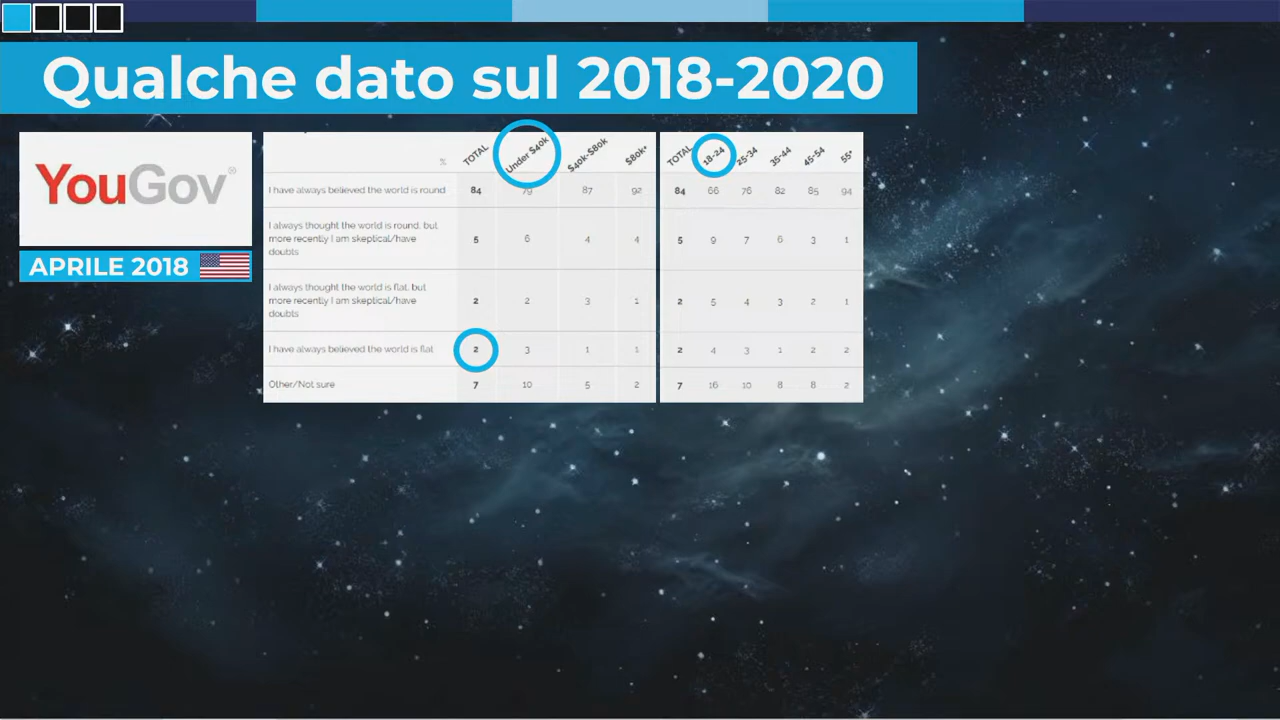 Qualche dato sul 2018-2020
YouGov®
APRILE 2018
% TOTAL Under $40k $40k-$80k $80k+
I have always believed the world is round 84 79 87 92
I always thought the world is round, but
more recently I am skeptical/have 5 6 4 4
doubts
I always thought the world is flat, but
more recently I am skeptical/have 2 2 3 1
doubts
I have always believed the world is flat 2 3 1 1
Other/Not sure 7 10 5 2
TOTAL 18-24 25-34 35-44 45-54 55+
84 66 76 82 85 94
5 9 7 6 3 1
2 5 4 3 2 1
2 4 3 1 2 2
7 16 10 8 8 2